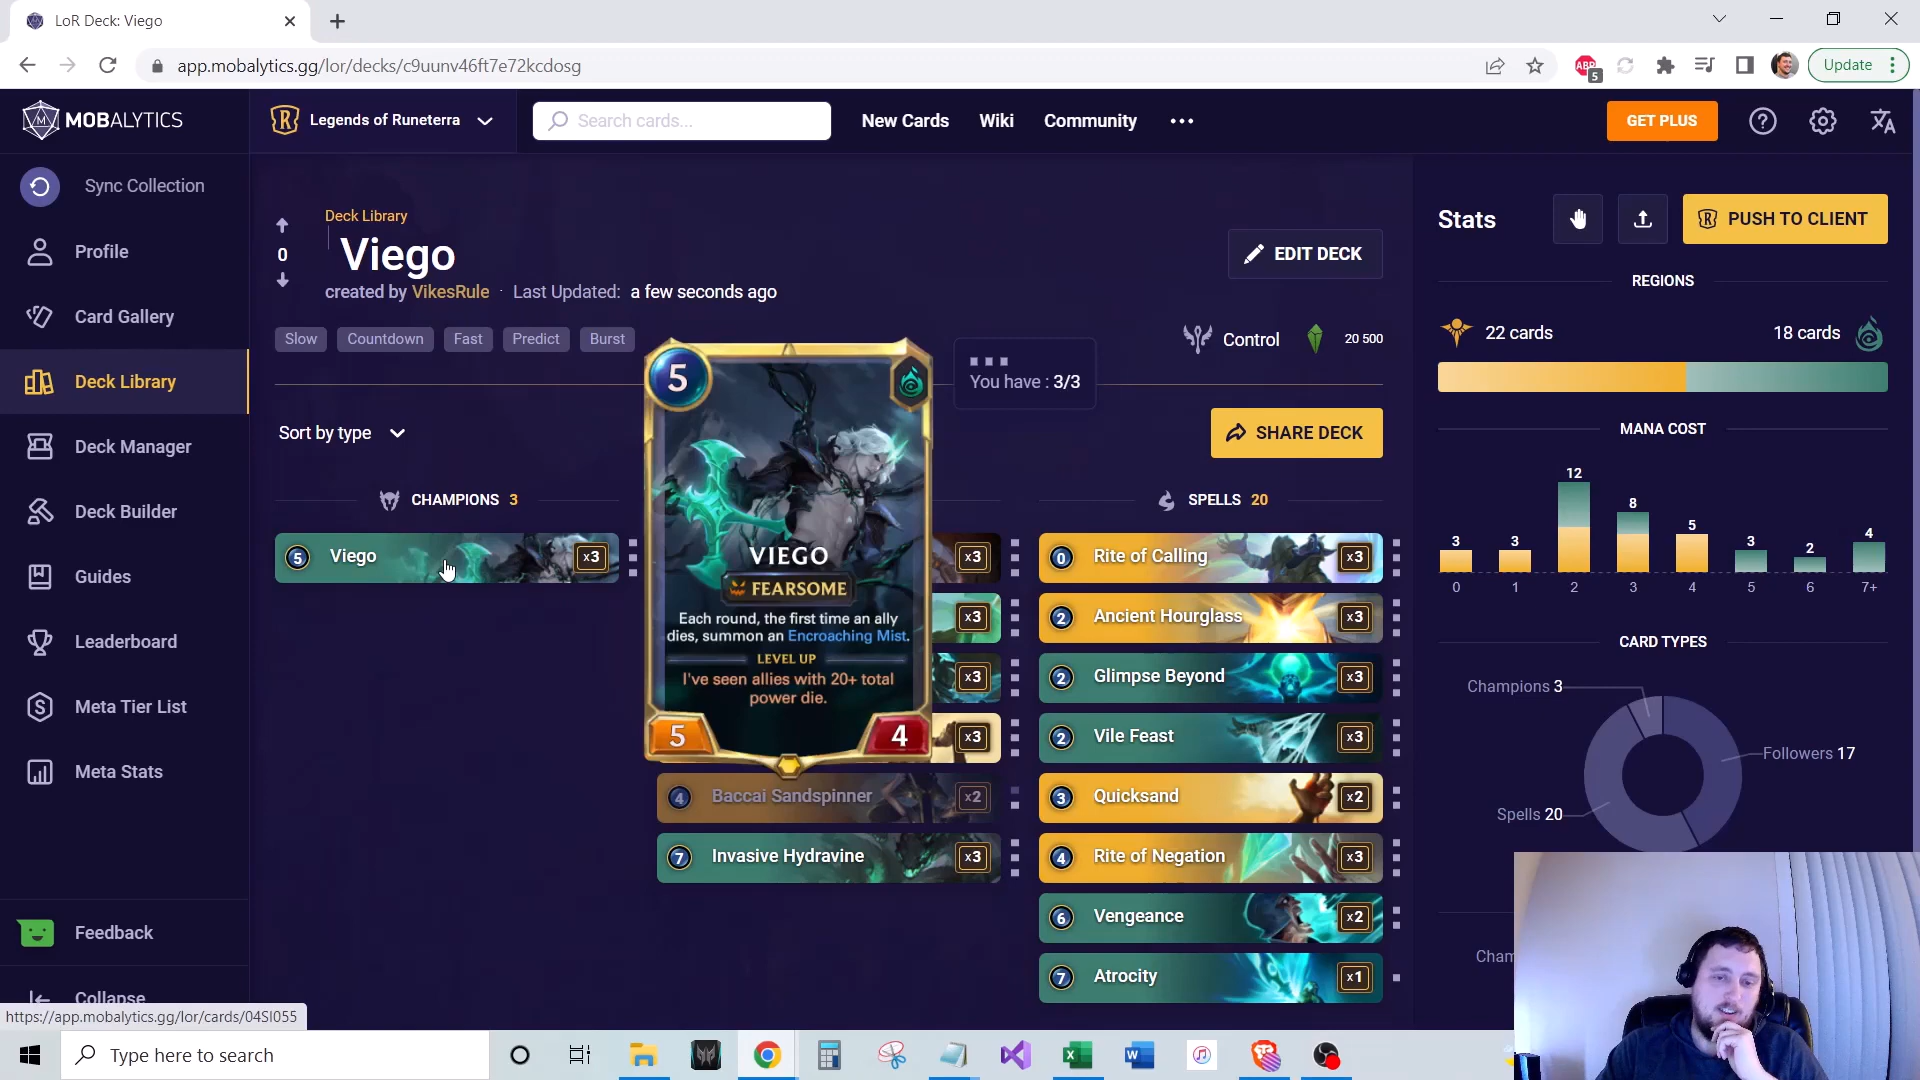 LoR Deck: Viego
app.mobalytics.gg/lor/decks/c9uunv46ft7e72kcdosg
ABP
5
Update
MOBALYTICS
Legends of Runeterra
Search cards...
New Cards
Wiki
Community
GET PLUS
Sync Collection
Profile
Card Gallery
Deck Library
Deck Manager
Deck Builder
Guides
Leaderboard
Meta Tier List
Meta Stats
Feedback
Collapse
https://app.mobalytics.gg/lor/cards/04SI055
Deck Library
0
Viego
created by VikesRule · Last Updated: a few seconds ago
EDIT DECK
Slow
Countdown
Fast
Predict
Burst
Control
20 500
You have : 3/3
Sort by type
SHARE DECK
CHAMPIONS 3
5 Viego x3
5
VIEGO
FEARSOME
Each round, the first time an ally
dies, summon an Encroaching Mist.
LEVEL UP
I've seen allies with 20+ total
power die.
5
4
x3
x3
x3
x3
4 Baccai Sandspinner x2
7 Invasive Hydravine x3
SPELLS 20
0 Rite of Calling x3
2 Ancient Hourglass x3
2 Glimpse Beyond x3
2 Vile Feast x3
3 Quicksand x2
4 Rite of Negation x3
6 Vengeance x2
7 Atrocity x1
Stats
PUSH TO CLIENT
REGIONS
22 cards
18 cards
MANA COST
3 3 12 8 5 3 2 4
0 1 2 3 4 5 6 7+
CARD TYPES
Champions 3
Followers 17
Spells 20
Cham
Type here to search